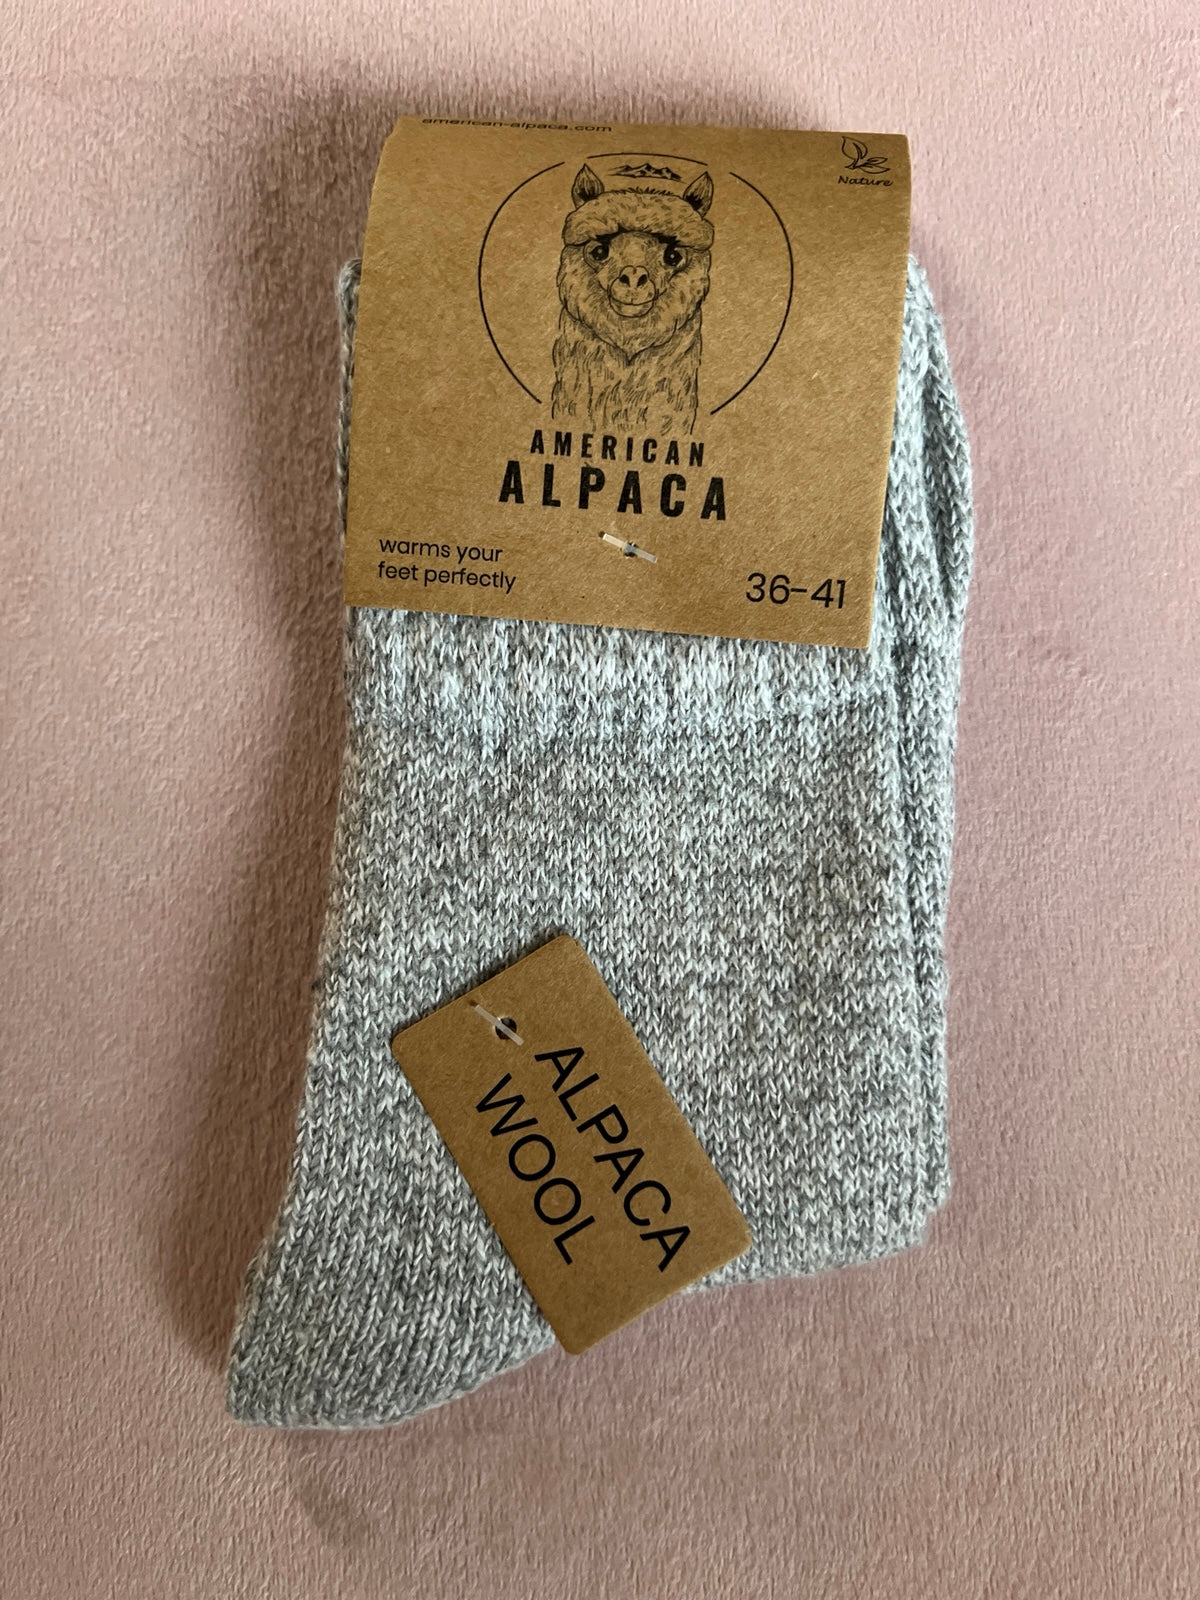 american-alpaca.com
Nature
AMERICAN
ALPACA
warms your
feet perfectly
36-41
ALPACA
WOOL